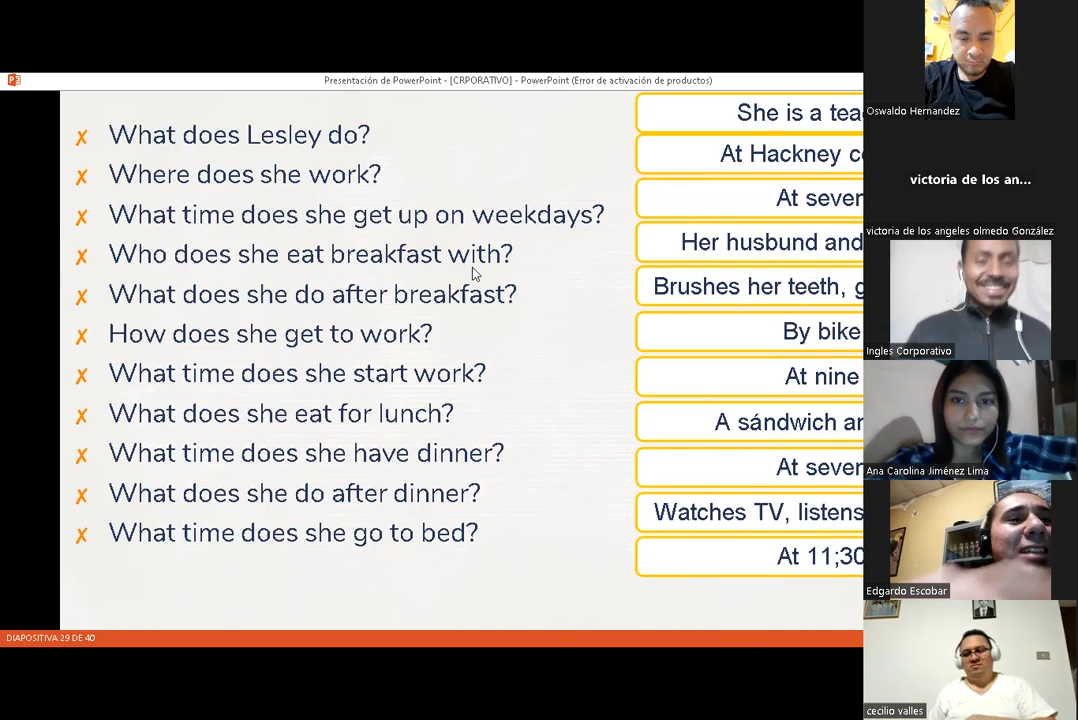 Presentación de PowerPoint - [CRPORATIVO] - PowerPoint (Error de activación de productos)
✗ What does Lesley do?
✗ Where does she work?
✗ What time does she get up on weekdays?
✗ Who does she eat breakfast with?
✗ What does she do after breakfast?
✗ How does she get to work?
✗ What time does she start work?
✗ What does she eat for lunch?
✗ What time does she have dinner?
✗ What does she do after dinner?
✗ What time does she go to bed?
She is a tea
At Hackney c
At seven
Her husbund and
Brushes her teeth, g
By bike
At nine
A sándwich ar
At seven
Watches TV, listens
At 11;30
DIAPOSITIVA 29 DE 40
Oswaldo Hernandez
victoria de los an...
victoria de los angeles olmedo González
Ingles Corporativo
Ana Carolina Jiménez Lima
Edgardo Escobar
cecilio valles